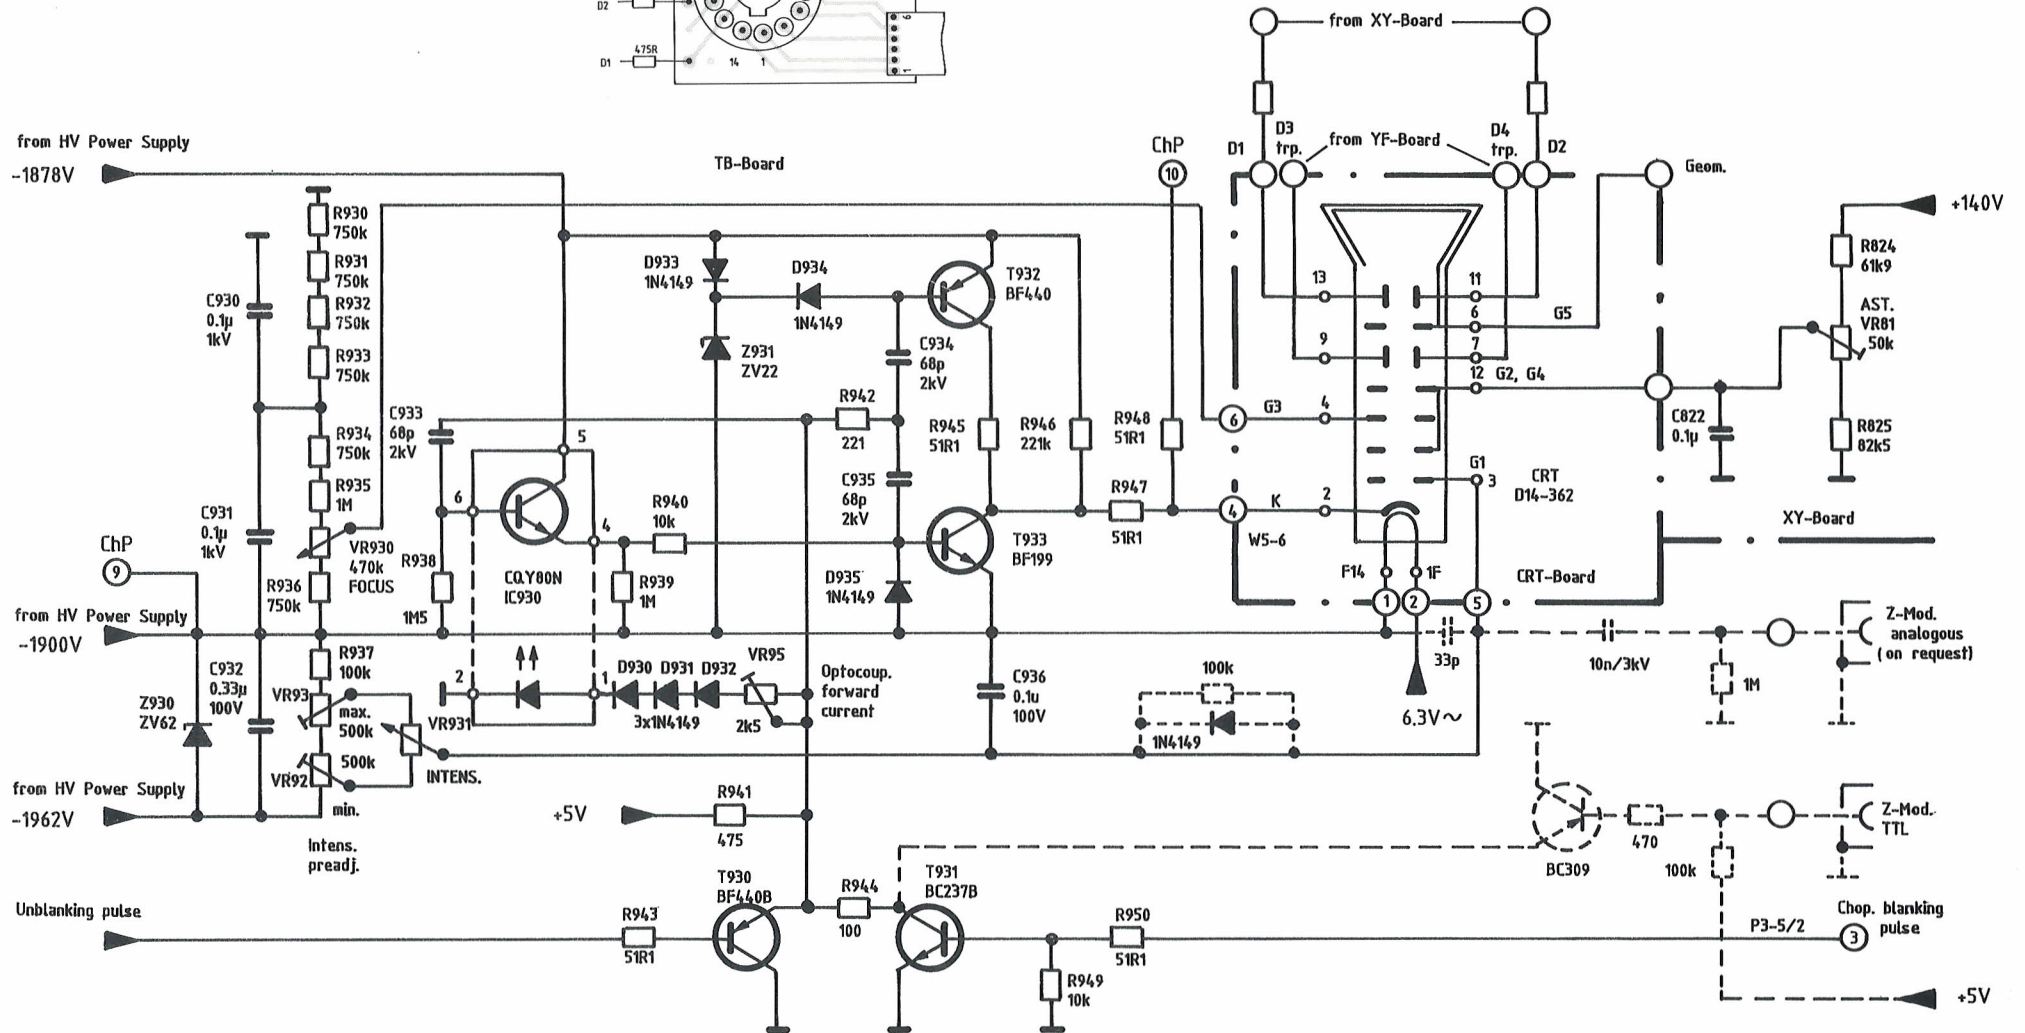 D2
D1
475R
14
1
6
1
from XY-Board
from HV Power Supply
-1878V
TB-Board
ChP
10
D1
D3
trp.
from YF-Board
D4
trp.
D2
Geom.
+140V
R930
750k
R931
750k
R932
750k
R933
750k
C930
0.1µ
1kV
D933
1N4149
D934
1N4149
T932
BF440
Z931
ZV22
C934
68p
2kV
13
11
6
G5
9
7
12
G2, G4
R824
61k9
AST.
VR81
50k
C933
68p
2kV
R934
750k
R935
1M
5
R942
221
R945
51R1
R946
221k
R948
51R1
6
G3
4
C822
0.1µ
R825
82k5
C931
0.1µ
1kV
C935
68p
2kV
G1
3
CRT
D14-362
ChP
9
VR930
470k
FOCUS
R936
750k
6
R938
1M5
4
R940
10k
CQY80N
IC930
R939
1M
D935
1N4149
T933
BF199
R947
51R1
4
K
2
W5-6
XY-Board
F14
1F
CRT-Board
1
2
5
from HV Power Supply
-1900V
R937
100k
C932
0.33µ
100V
Z930
ZV62
VR93
max.
500k
500k
VR92
min.
2
VR931
1
D930
D931
D932
3x1N4149
VR95
2k5
Optocoup.
forward
current
C936
0.1u
100V
100k
1N4149
6.3V~
33p
10n/3kV
1M
Z-Mod.
analogous
(on request)
INTENS.
from HV Power Supply
-1962V
Intens.
preadj.
+5V
R941
475
BC309
470
100k
Z-Mod.
TTL
Unblanking pulse
R943
51R1
T930
BF440B
R944
100
T931
BC237B
R950
51R1
R949
10k
P3-5/2
Chop. blanking
pulse
3
+5V